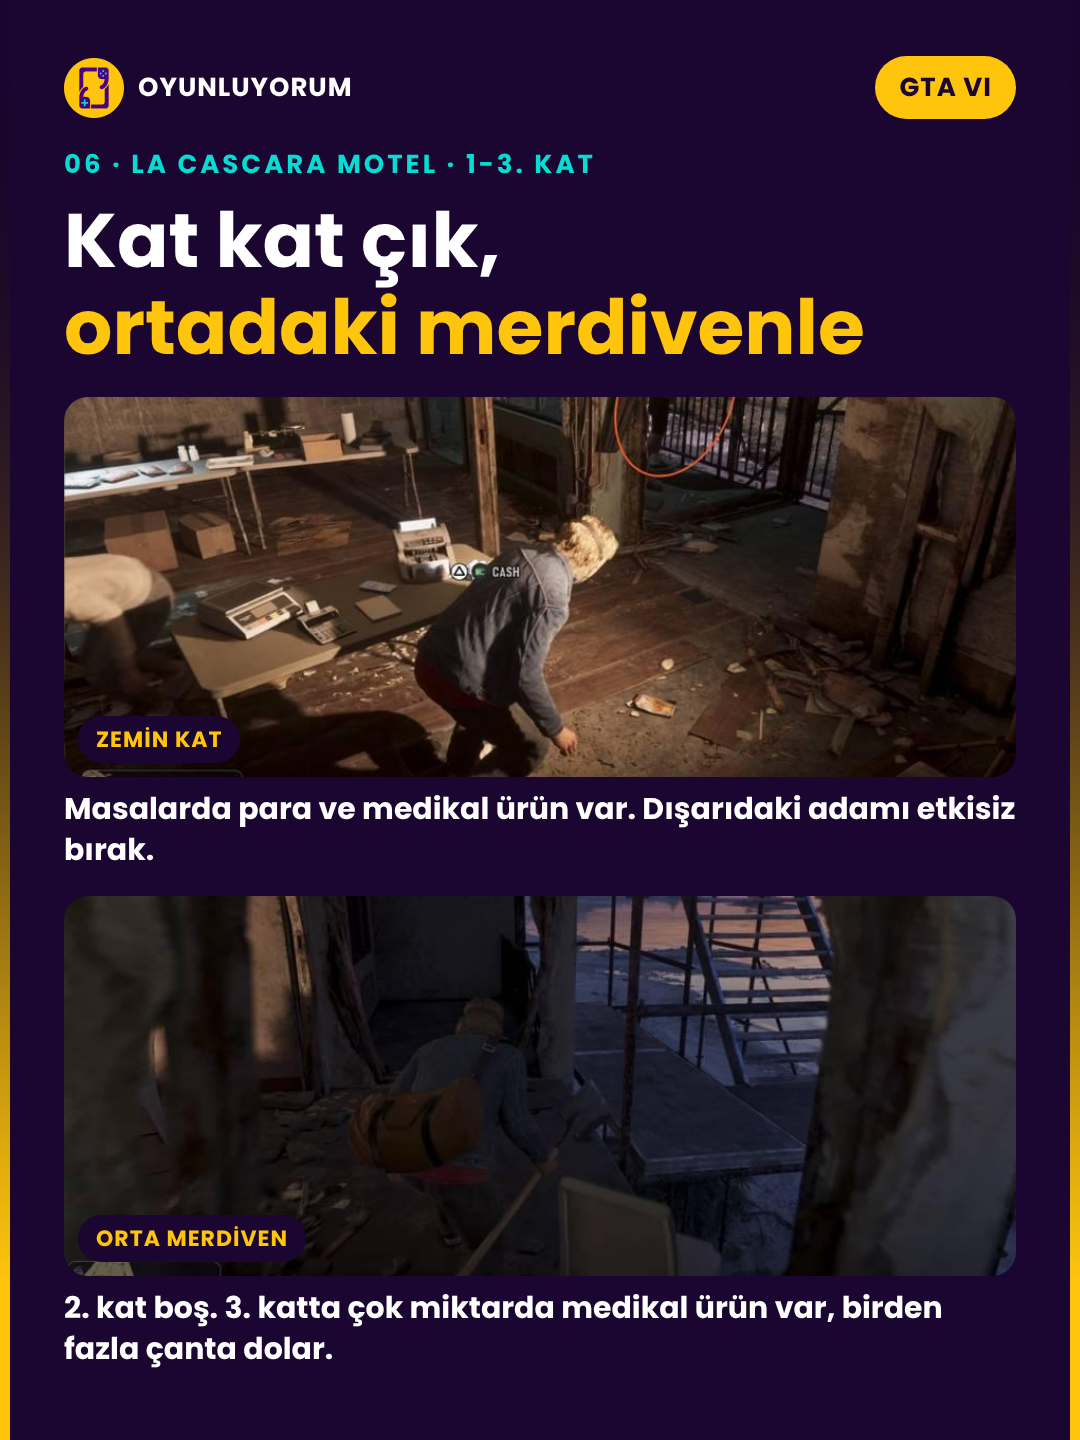 OYUNLUYORUM
GTA VI
06 · LA CASCARA MOTEL · 1-3. KAT
Kat kat çık,
ortadaki merdivenle
CASH
ZEMİN KAT
Masalarda para ve medikal ürün var. Dışarıdaki adamı etkisiz
bırak.
ORTA MERDİVEN
2. kat boş. 3. katta çok miktarda medikal ürün var, birden
fazla çanta dolar.